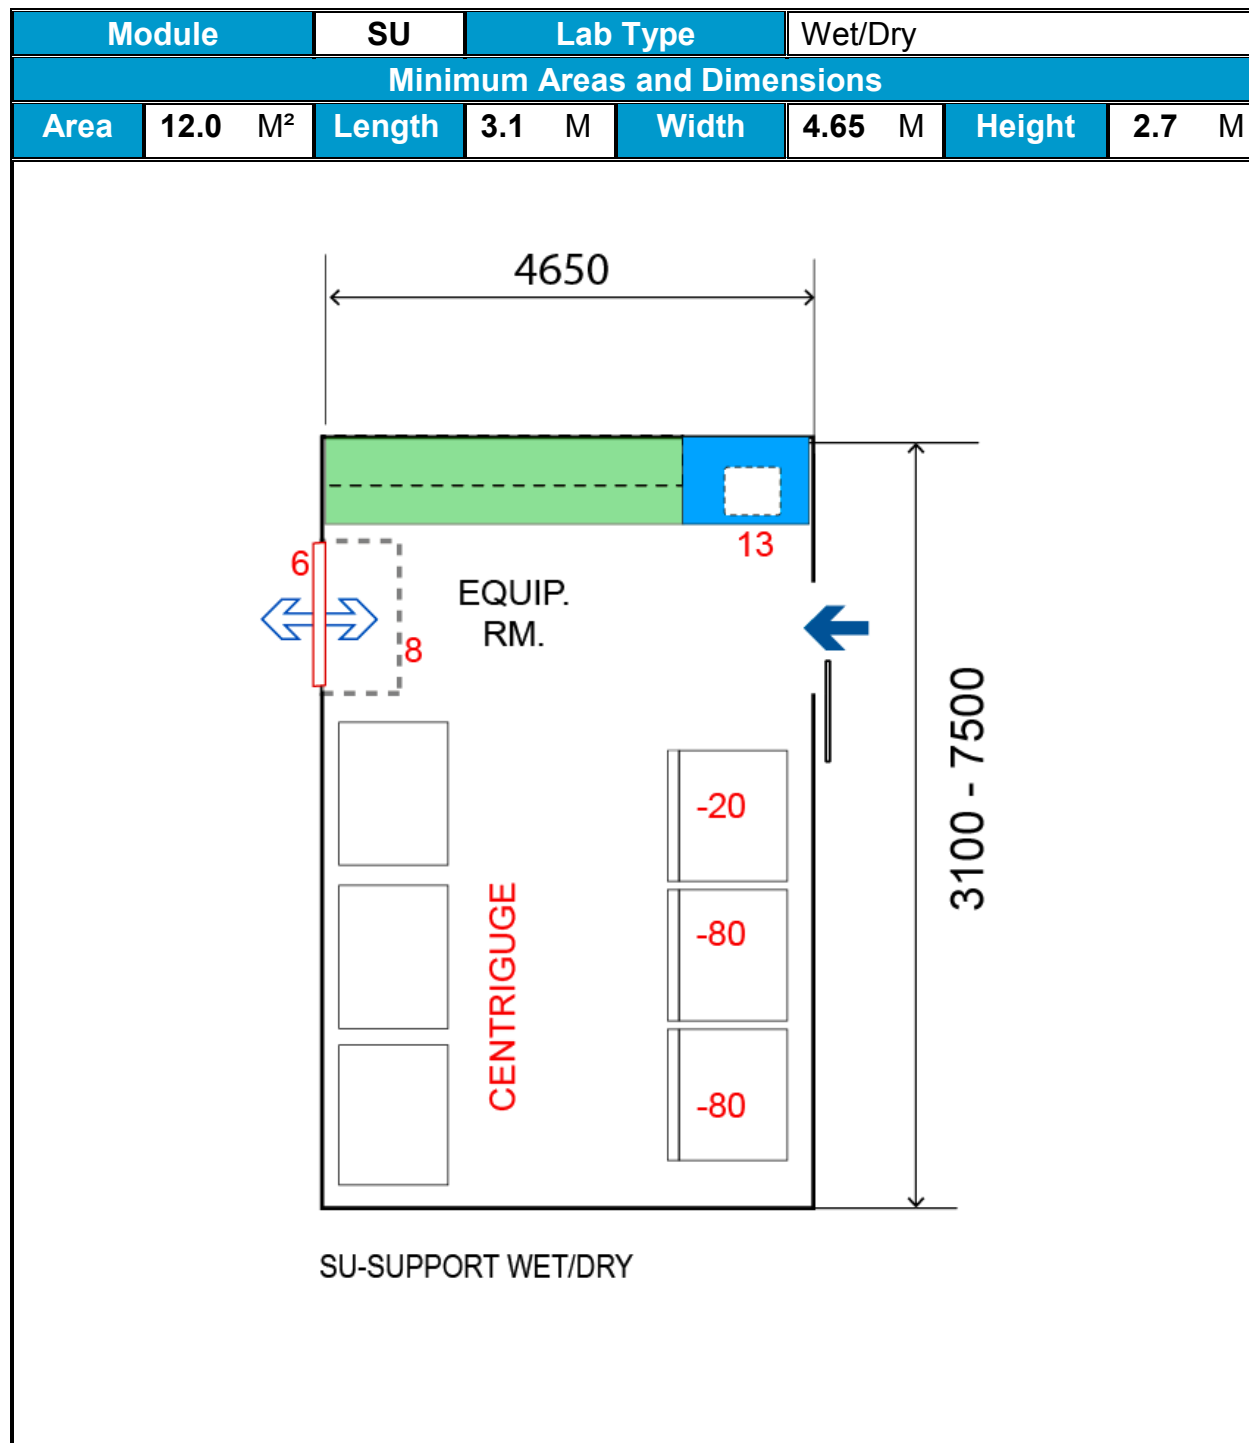 Module SU Lab Type Wet/Dry
Minimum Areas and Dimensions
Area 12.0 M² Length 3.1 M Width 4.65 M Height 2.7 M
4650
13
6
EQUIP.
RM.
8
3100 - 7500
-20
-80
CENTRIGUGE
-80
SU-SUPPORT WET/DRY